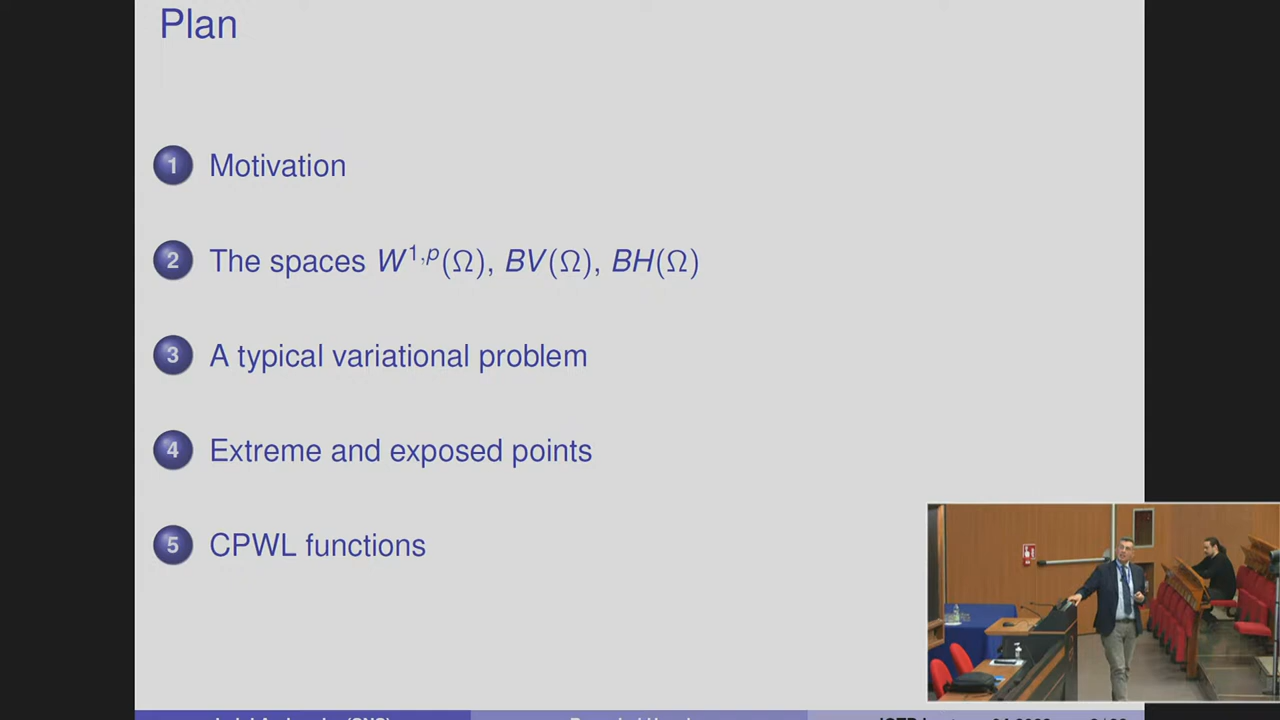 Plan
1 Motivation
2 The spaces W^{1,p}(Ω), BV(Ω), BH(Ω)
3 A typical variational problem
4 Extreme and exposed points
5 CPWL functions